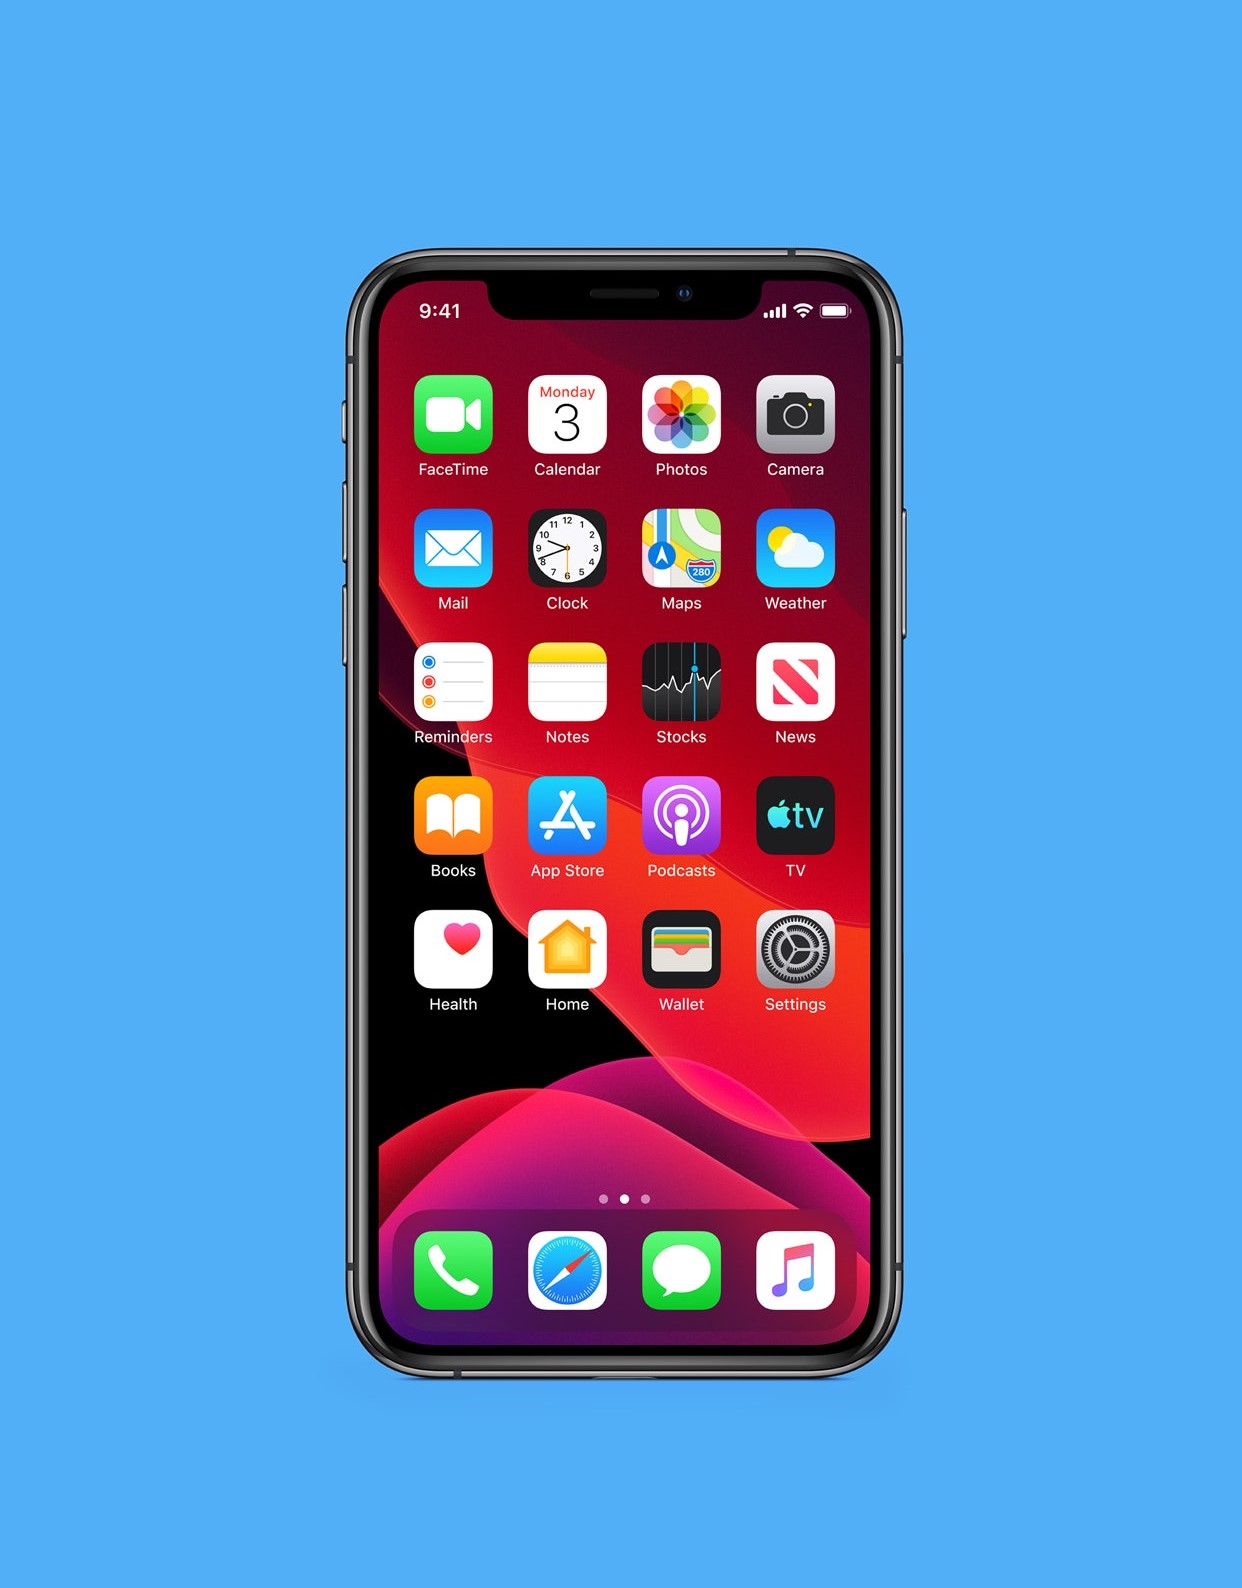 9:41
Monday
3
FaceTime
Calendar
Photos
Camera
12
11 1
10 2
9 3
8 4
7 5
6
280
Mail
Clock
Maps
Weather
Reminders
Notes
Stocks
News
tv
Books
App Store
Podcasts
TV
Health
Home
Wallet
Settings